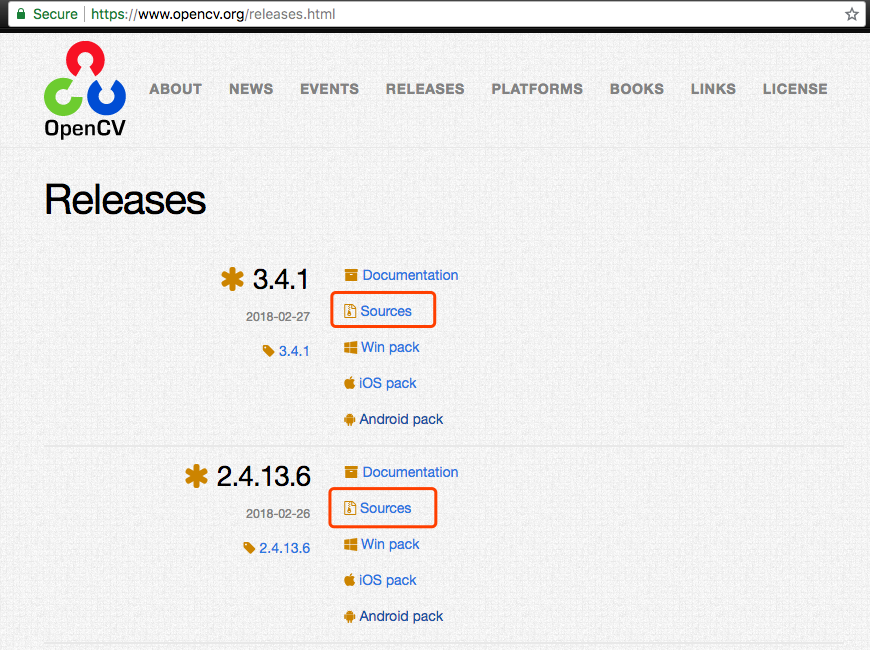 Secure https://www.opencv.org/releases.html
OpenCV
ABOUT NEWS EVENTS RELEASES PLATFORMS BOOKS LINKS LICENSE
Releases
3.4.1
2018-02-27
3.4.1
Documentation
Sources
Win pack
iOS pack
Android pack
2.4.13.6
2018-02-26
2.4.13.6
Documentation
Sources
Win pack
iOS pack
Android pack